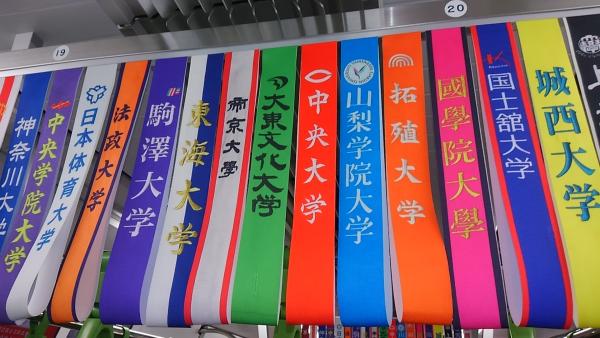 19
20
神奈川大学
中央学院大学
日本体育大学
法政大学
駒澤大学
東海大学
帝京大學
大東文化大学
中央大学
山梨学院大学
拓殖大学
國學院大學
国士舘大学
城西大学
上